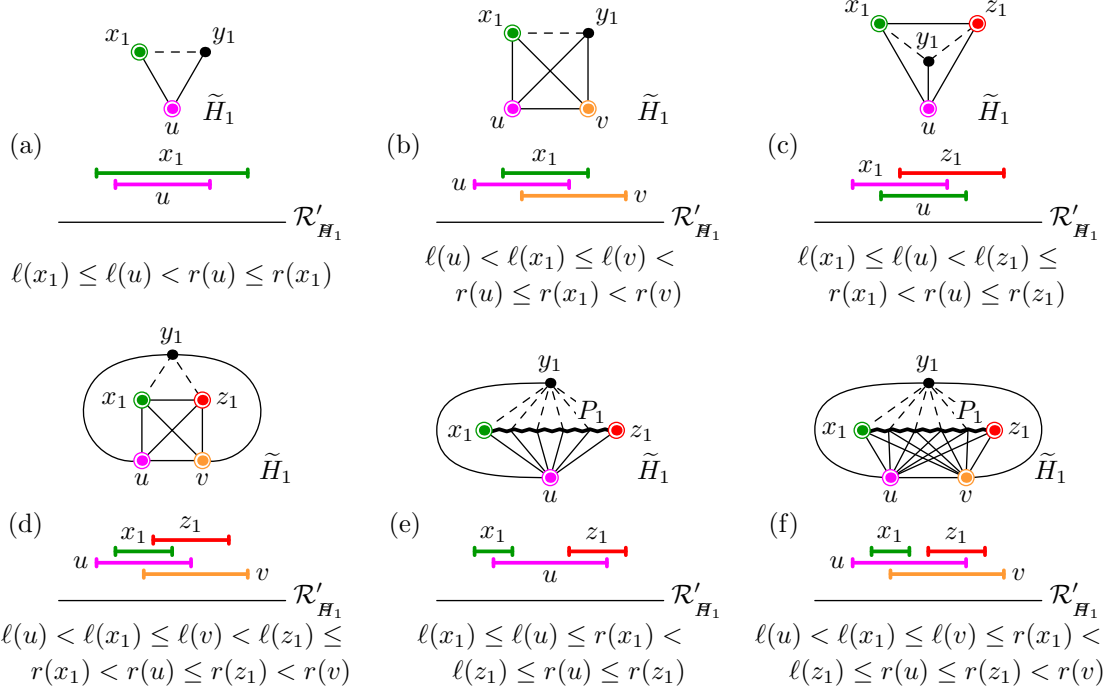 x₁ y₁
u H̃₁
(a)
x₁
u
ℛ′_{H₁}
ℓ(x₁) ≤ ℓ(u) < r(u) ≤ r(x₁)
x₁ y₁
u v H̃₁
(b)
x₁
u
v
ℛ′_{H₁}
ℓ(u) < ℓ(x₁) ≤ ℓ(v) <
r(u) ≤ r(x₁) < r(v)
x₁ z₁
y₁
u H̃₁
(c)
x₁ z₁
u
ℛ′_{H₁}
ℓ(x₁) ≤ ℓ(u) < ℓ(z₁) ≤
r(x₁) < r(u) ≤ r(z₁)
y₁
x₁ z₁
u v H̃₁
(d)
x₁ z₁
u
v
ℛ′_{H₁}
ℓ(u) < ℓ(x₁) ≤ ℓ(v) < ℓ(z₁) ≤
r(x₁) < r(u) ≤ r(z₁) < r(v)
y₁
P₁
x₁ z₁
u H̃₁
(e)
x₁ z₁
u
ℛ′_{H₁}
ℓ(x₁) ≤ ℓ(u) ≤ r(x₁) <
ℓ(z₁) ≤ r(u) ≤ r(z₁)
y₁
P₁
x₁ z₁
u v H̃₁
(f)
x₁ z₁
u
v
ℛ′_{H₁}
ℓ(u) < ℓ(x₁) ≤ ℓ(v) ≤ r(x₁) <
ℓ(z₁) ≤ r(u) ≤ r(z₁) < r(v)